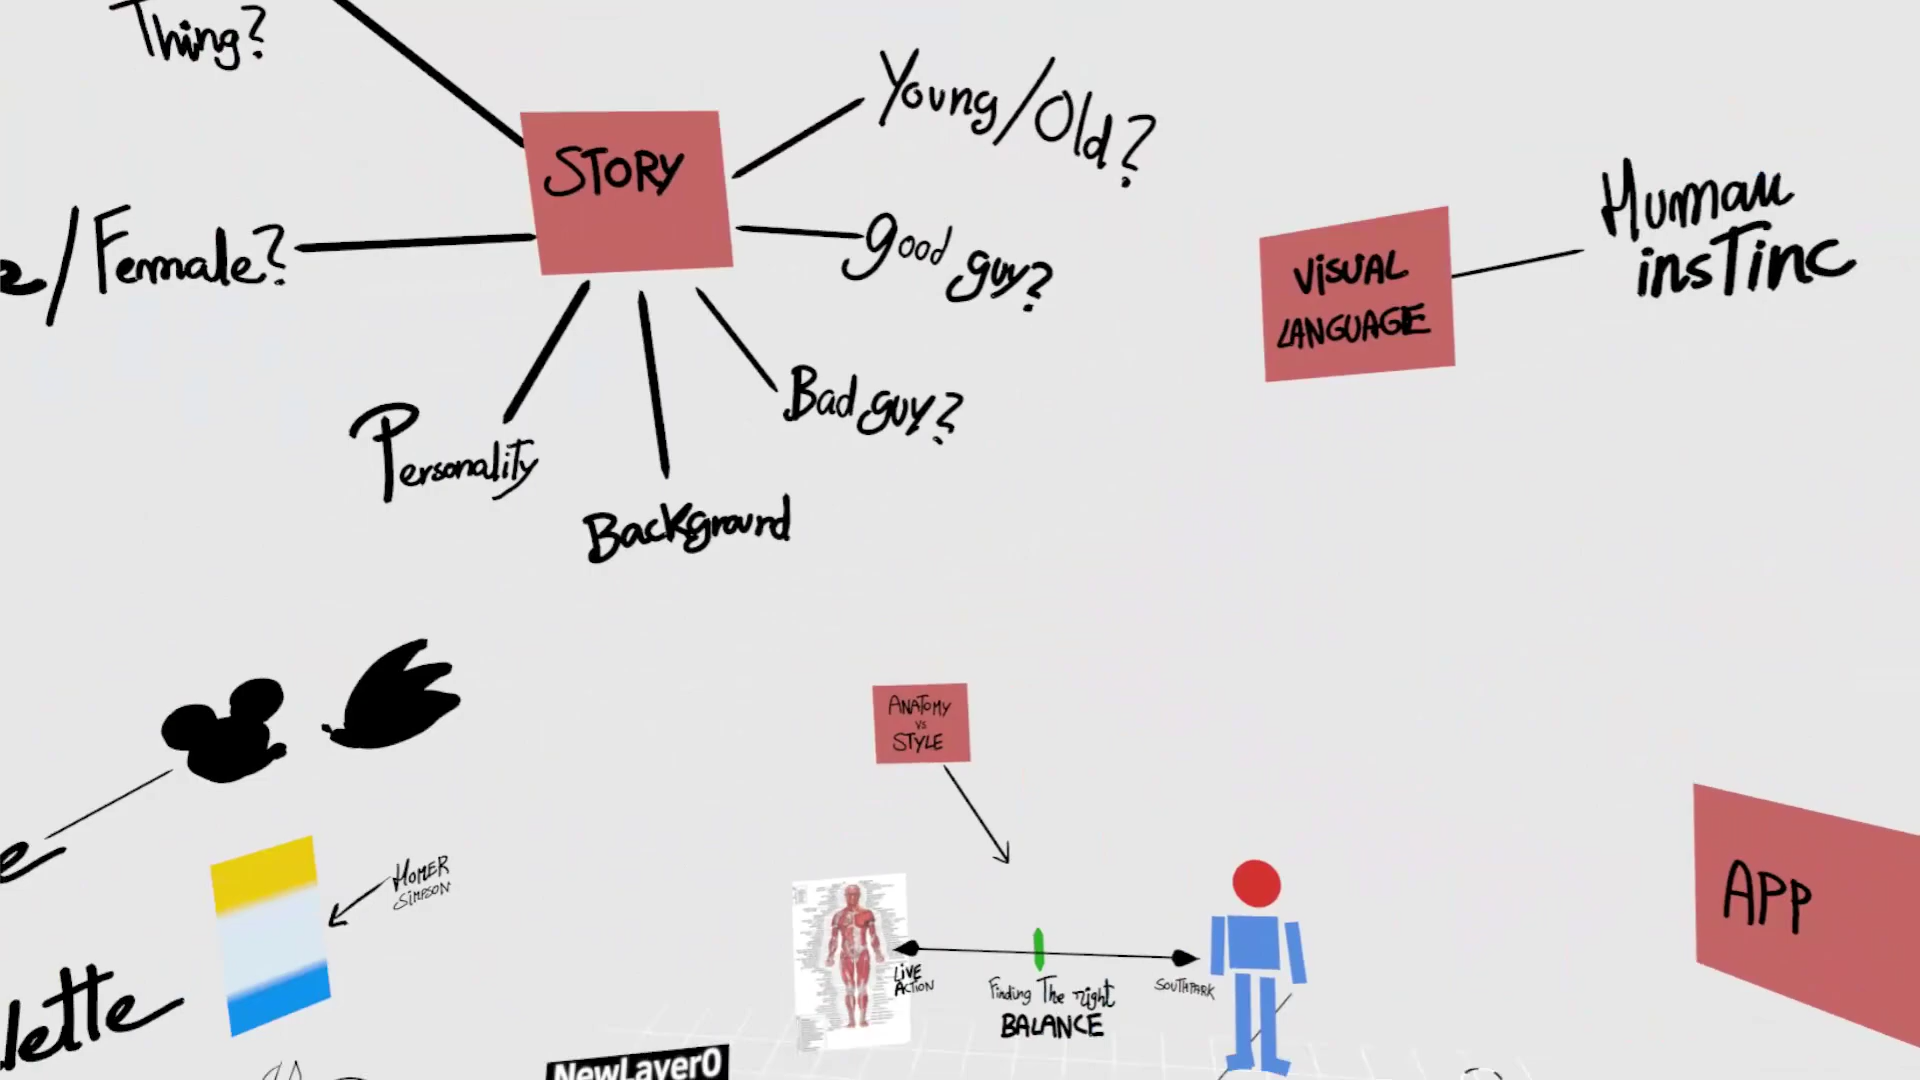 Thing?
STORY
Young/Old?
/Female?
good guy?
Bad guy?
Personality
Background
VISUAL
LANGUAGE
Human
insTinc
ANATOMY
VS
STYLE
HOMER
SIMPSON
LIVE
ACTION
Finding The right
BALANCE
SOUTHPARK
APP
lette
NewLayer0